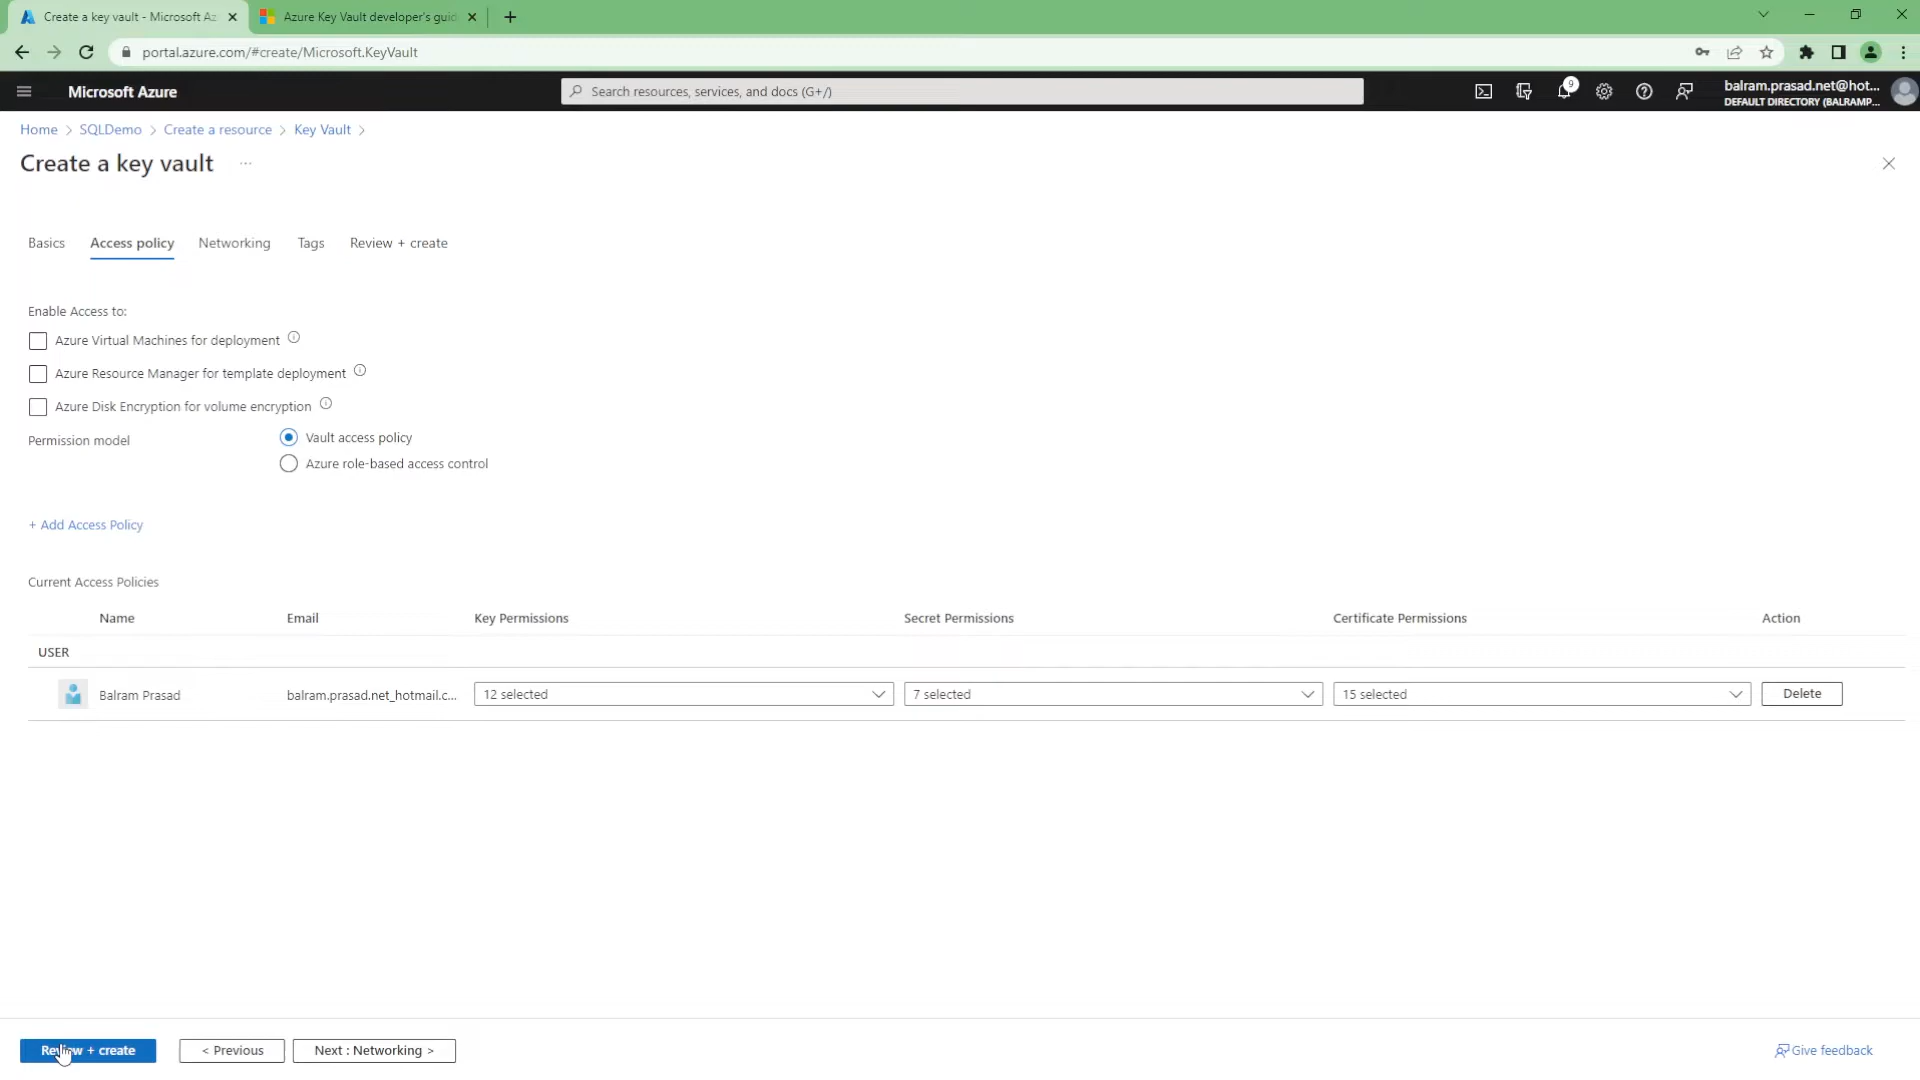 Create a key vault - Microsoft Az
Azure Key Vault developer's guid
portal.azure.com/#create/Microsoft.KeyVault
Microsoft Azure
Search resources, services, and docs (G+/)
9
balram.prasad.net@hot...
DEFAULT DIRECTORY (BALRAMP...
Home > SQLDemo > Create a resource > Key Vault >
Create a key vault ...
Basics
Access policy
Networking
Tags
Review + create
Enable Access to:
Azure Virtual Machines for deployment
Azure Resource Manager for template deployment
Azure Disk Encryption for volume encryption
Permission model
Vault access policy
Azure role-based access control
+ Add Access Policy
Current Access Policies
Name Email Key Permissions Secret Permissions Certificate Permissions Action
USER
Balram Prasad balram.prasad.net_hotmail.c... 12 selected 7 selected 15 selected Delete
Review + create
< Previous
Next : Networking >
Give feedback